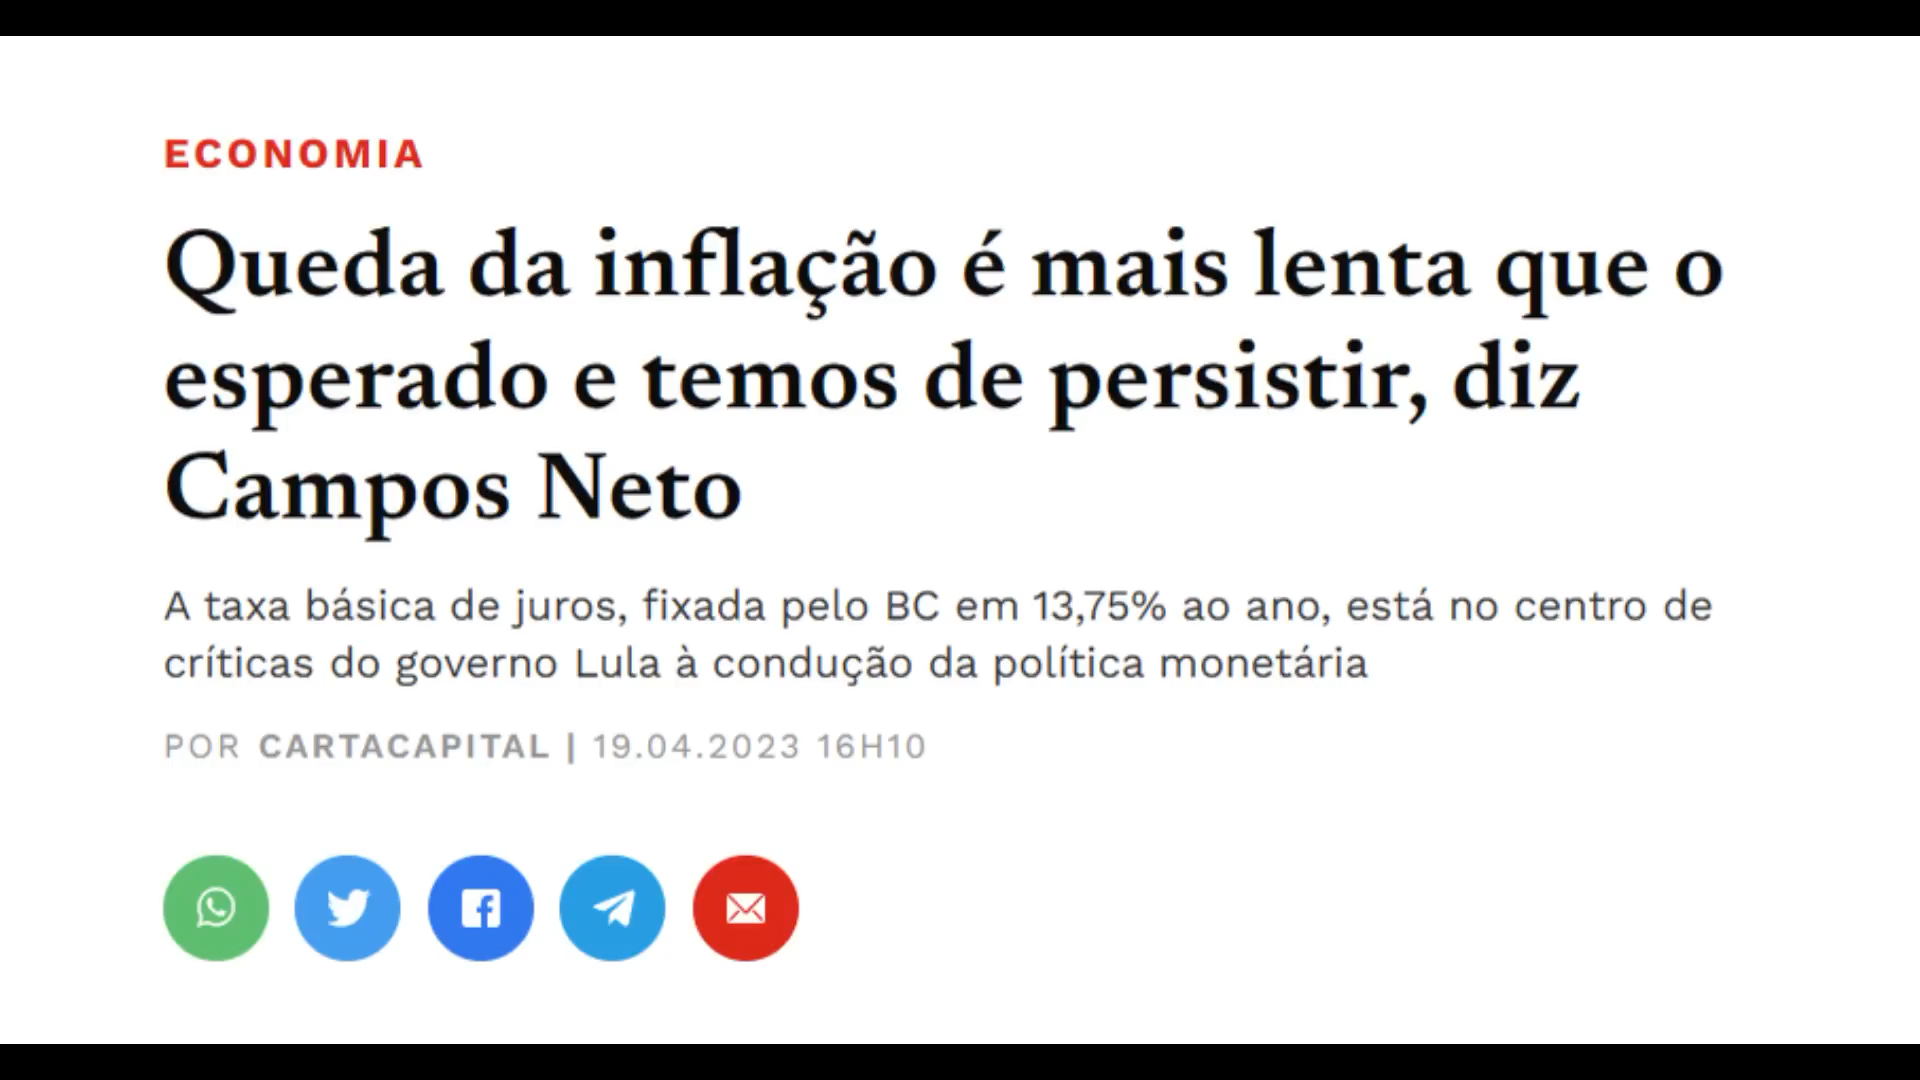 ECONOMIA
Queda da inflação é mais lenta que o
esperado e temos de persistir, diz
Campos Neto
A taxa básica de juros, fixada pelo BC em 13,75% ao ano, está no centro de
críticas do governo Lula à condução da política monetária
POR CARTACAPITAL | 19.04.2023 16H10